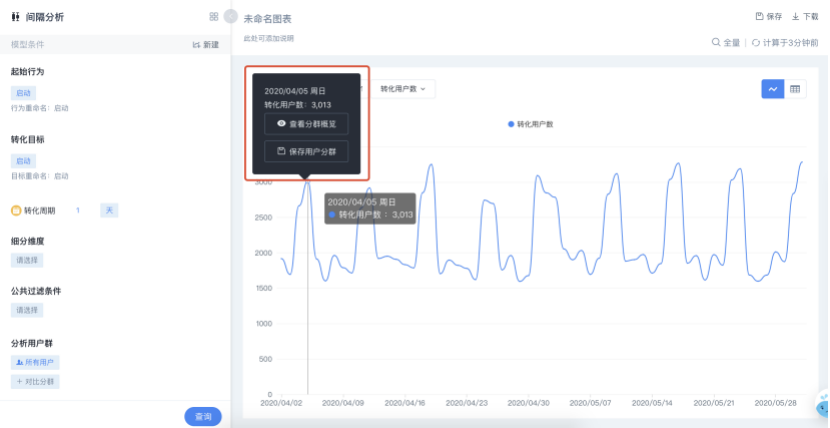 间隔分析
模型条件
新建
起始行为
启动
行为重命名：启动
转化目标
启动
目标重命名：启动
转化周期 1 天
细分维度
请选择
公共过滤条件
请选择
分析用户群
所有用户
+ 对比分群
查询
未命名图表
保存 下载
此处可添加说明
全量 | 计算于3分钟前
2020/04/05 周日
转化用户数：3,013
查看分群概览
保存用户分群
转化用户数
转化用户数
3000
2500
2000
1500
1000
500
0
2020/04/05 周日
转化用户数：3,013
2020/04/02 2020/04/09 2020/04/16 2020/04/23 2020/04/30 2020/05/07 2020/05/14 2020/05/21 2020/05/28